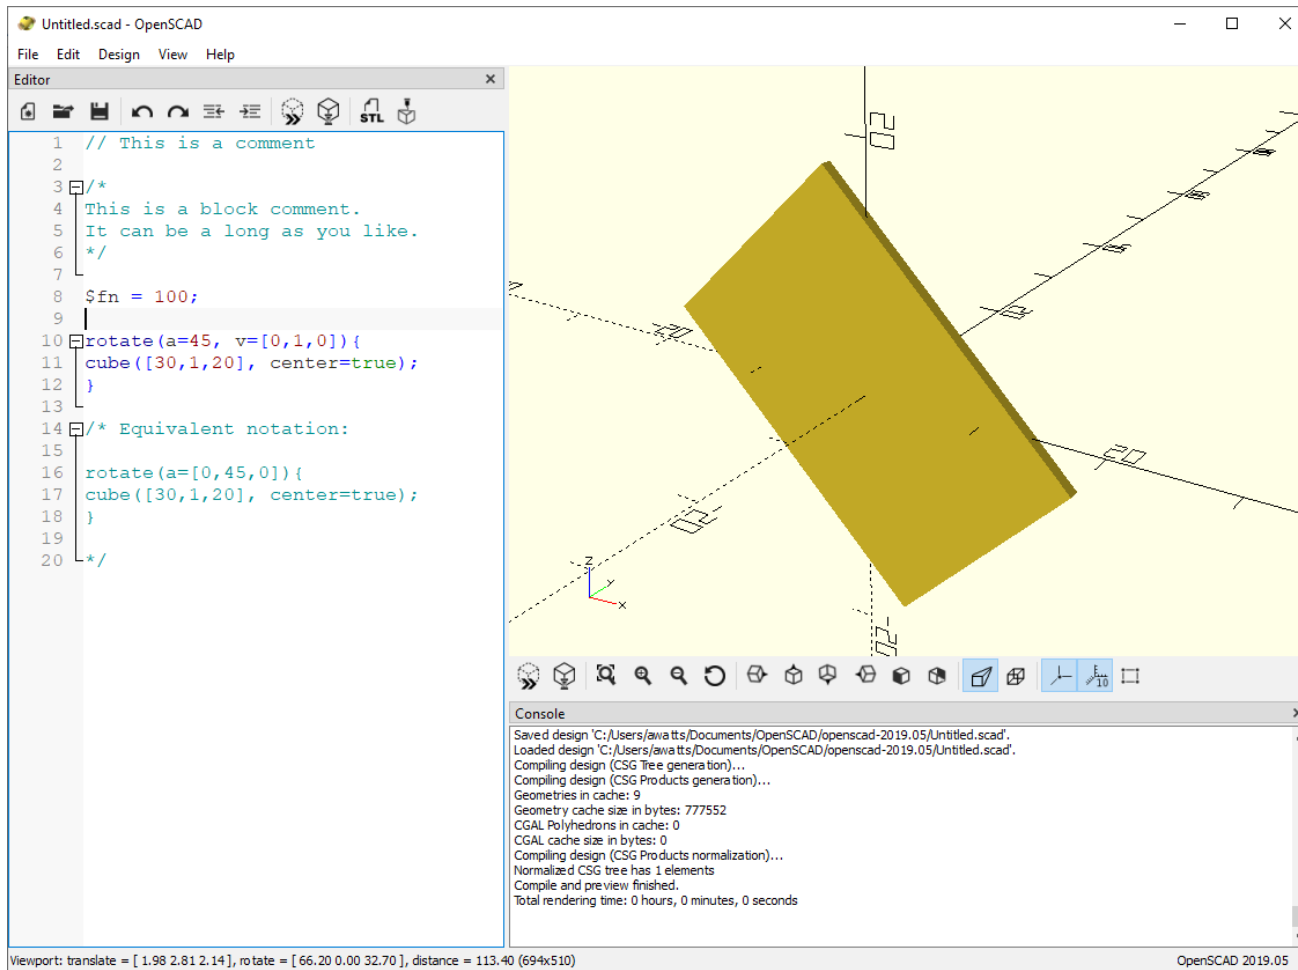 Untitled.scad - OpenSCAD
File Edit Design View Help
Editor
STL
1 // This is a comment
2
3 /*
4 This is a block comment.
5 It can be a long as you like.
6 */
7
8 $fn = 100;
9
10 rotate(a=45, v=[0,1,0]){
11 cube([30,1,20], center=true);
12 }
13
14 /* Equivalent notation:
15
16 rotate(a=[0,45,0]){
17 cube([30,1,20], center=true);
18 }
19
20 */
20
20
-20
-20
Z
Y
X
10
Console
Saved design 'C:/Users/awatts/Documents/OpenSCAD/openscad-2019.05/Untitled.scad'.
Loaded design 'C:/Users/awatts/Documents/OpenSCAD/openscad-2019.05/Untitled.scad'.
Compiling design (CSG Tree generation)...
Compiling design (CSG Products generation)...
Geometries in cache: 9
Geometry cache size in bytes: 777552
CGAL Polyhedrons in cache: 0
CGAL cache size in bytes: 0
Compiling design (CSG Products normalization)...
Normalized CSG tree has 1 elements
Compile and preview finished.
Total rendering time: 0 hours, 0 minutes, 0 seconds
Viewport: translate = [ 1.98 2.81 2.14 ], rotate = [ 66.20 0.00 32.70 ], distance = 113.40 (694x510)
OpenSCAD 2019.05